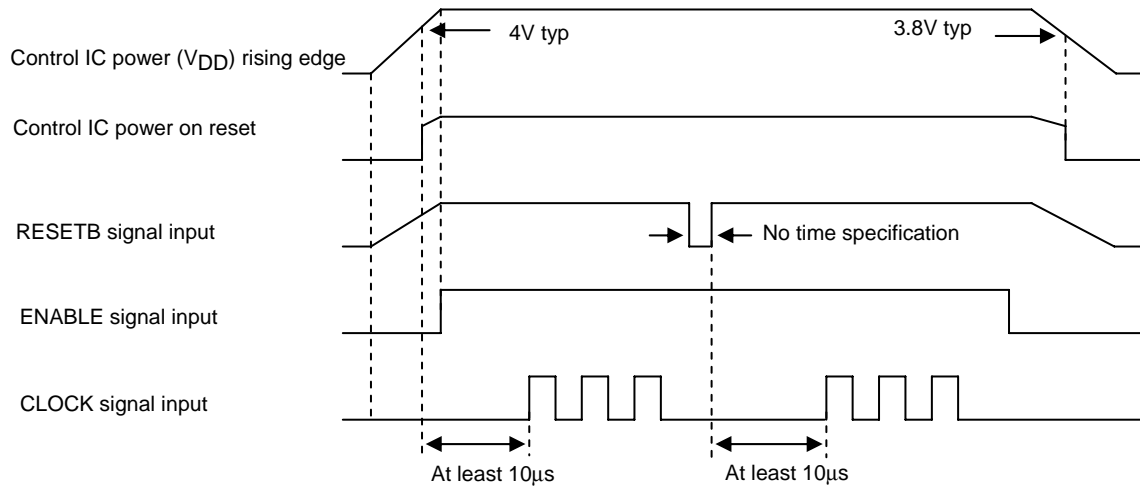 4V typ
3.8V typ
Control IC power (VDD) rising edge
Control IC power on reset
RESETB signal input
No time specification
ENABLE signal input
CLOCK signal input
At least 10μs
At least 10μs